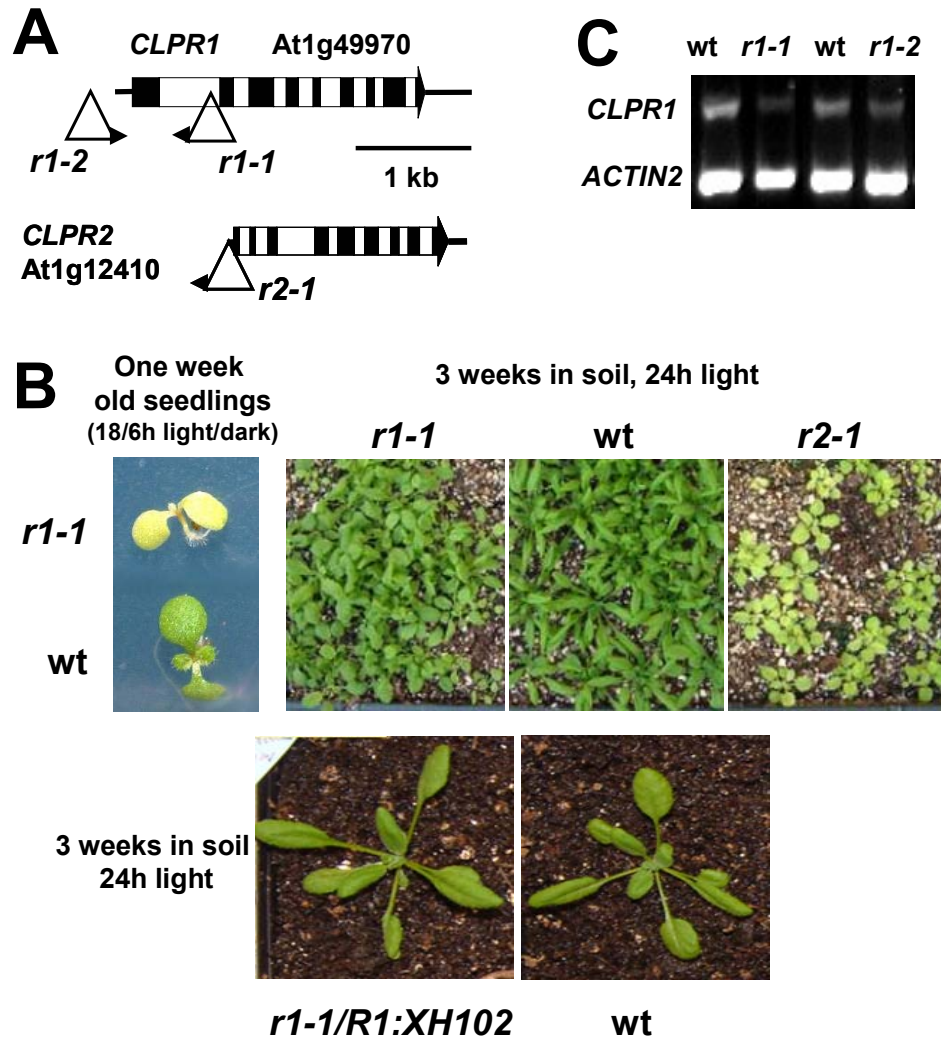 A
CLPR1 At1g49970
r1-2
r1-1
1 kb
CLPR2
At1g12410
r2-1
C
wt r1-1 wt r1-2
CLPR1
ACTIN2
B
One week
old seedlings
(18/6h light/dark)
3 weeks in soil, 24h light
r1-1 wt r2-1
r1-1
wt
3 weeks in soil
24h light
r1-1/R1:XH102 wt